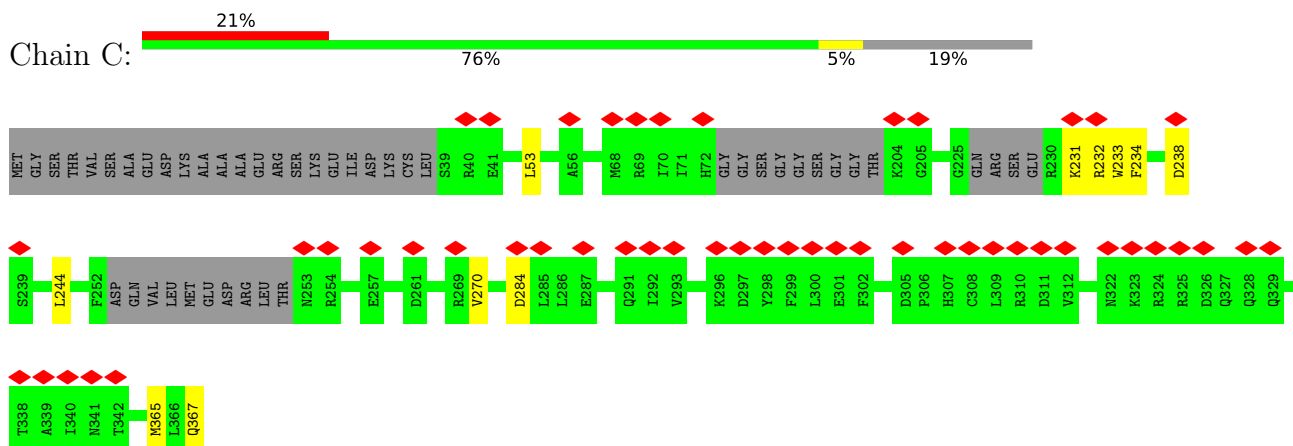 21%
Chain C:
76% 5% 19%
MET GLY SER THR VAL SER ALA GLU ASP LYS ALA ALA ALA GLU ARG SER LYS GLU ILE ASP LYS CYS LEU S39 R40 E41 L53 A56 M68 R69 I70 I71 H72 GLY GLY SER GLY GLY SER GLY GLY THR K204 G205 G225 GLN ARG SER GLU R230 K231 R232 W233 F234 D238
S239 L244 F252 ASP GLN VAL LEU MET GLU ASP ARG LEU THR N253 R254 E257 D261 R269 V270 D284 L285 L286 E287 Q291 I292 V293 K296 D297 Y298 F299 L300 E301 F302 D305 P306 H307 C308 L309 R310 D311 V312 N322 K323 R324 R325 D326 Q327 Q328 Q329
T338 A339 I340 N341 T342 M365 L366 Q367